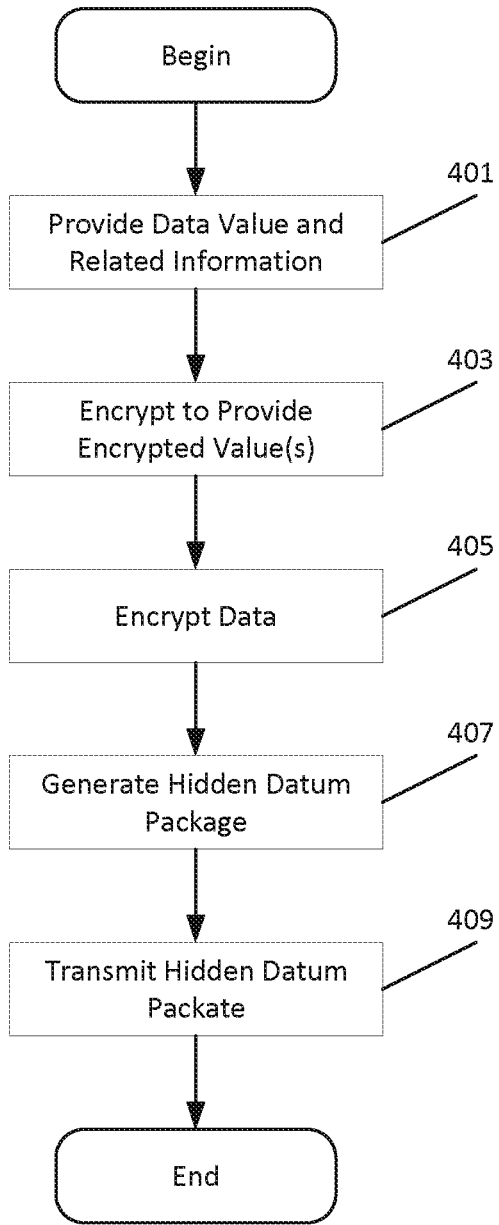 Begin
401
Provide Data Value and
Related Information
403
Encrypt to Provide
Encrypted Value(s)
405
Encrypt Data
407
Generate Hidden Datum
Package
409
Transmit Hidden Datum
Packate
End